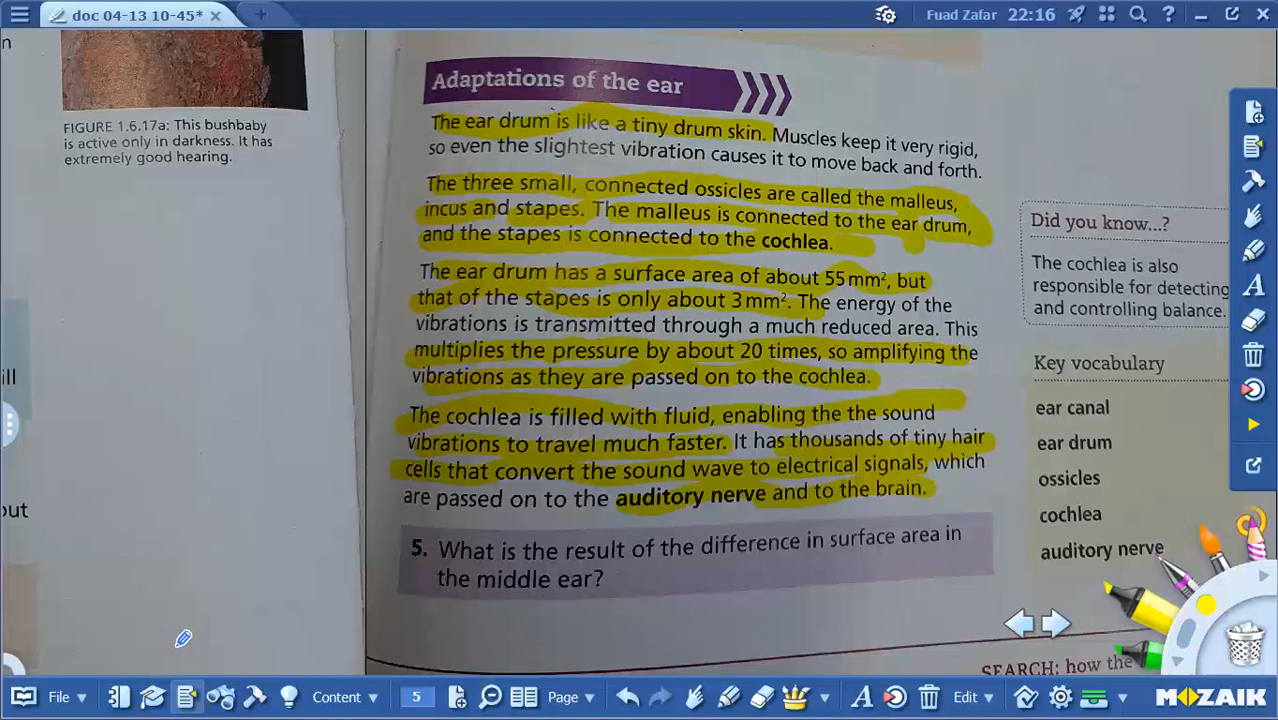 doc 04-13 10-45*
Fuad Zafar 22:16
n
FIGURE 1.6.17a: This bushbaby
is active only in darkness. It has
extremely good hearing.
ill
out
Adaptations of the ear
The ear drum is like a tiny drum skin. Muscles keep it very rigid,
so even the slightest vibration causes it to move back and forth.
The three small, connected ossicles are called the malleus,
incus and stapes. The malleus is connected to the ear drum,
and the stapes is connected to the cochlea.
The ear drum has a surface area of about 55 mm², but
that of the stapes is only about 3 mm². The energy of the
vibrations is transmitted through a much reduced area. This
multiplies the pressure by about 20 times, so amplifying the
vibrations as they are passed on to the cochlea.
The cochlea is filled with fluid, enabling the the sound
vibrations to travel much faster. It has thousands of tiny hair
cells that convert the sound wave to electrical signals, which
are passed on to the auditory nerve and to the brain.
5. What is the result of the difference in surface area in
the middle ear?
Did you know...?
The cochlea is also
responsible for detecting
and controlling balance.
Key vocabulary
ear canal
ear drum
ossicles
cochlea
auditory nerve
SEARCH: how the
File Content 5 Page Edit MOZAIK